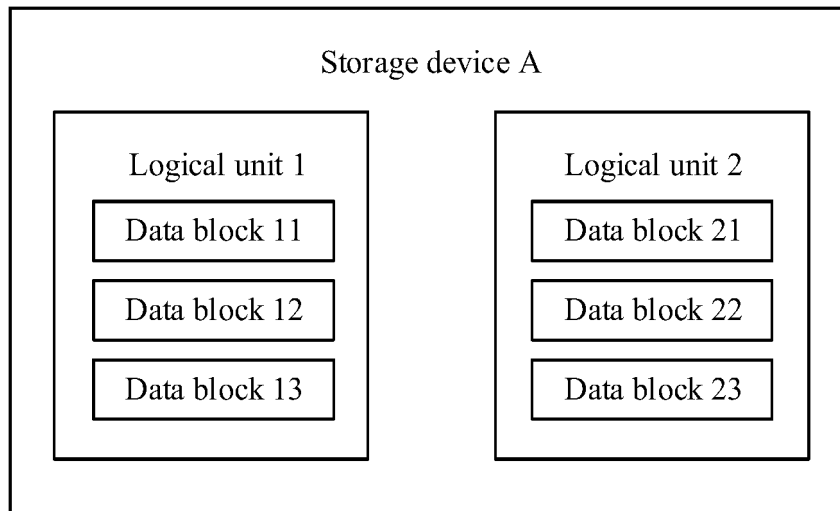 Storage device A
Logical unit 1
Data block 11
Data block 12
Data block 13
Logical unit 2
Data block 21
Data block 22
Data block 23